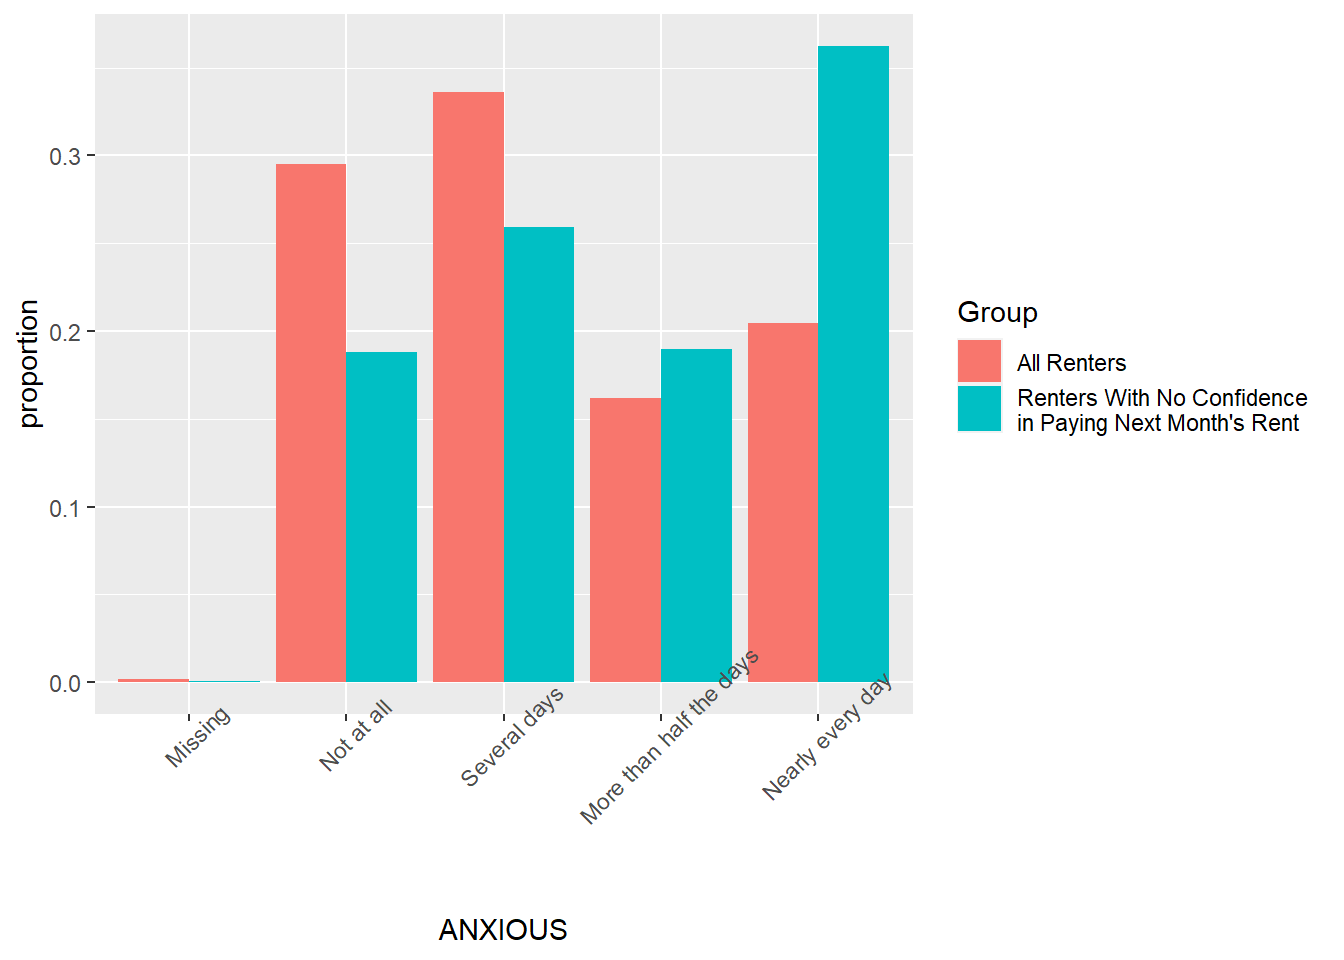 proportion
0.3
0.2
0.1
0.0
Missing
Not at all
Several days
More than half the days
Nearly every day
ANXIOUS
Group
All Renters
Renters With No Confidence
in Paying Next Month's Rent